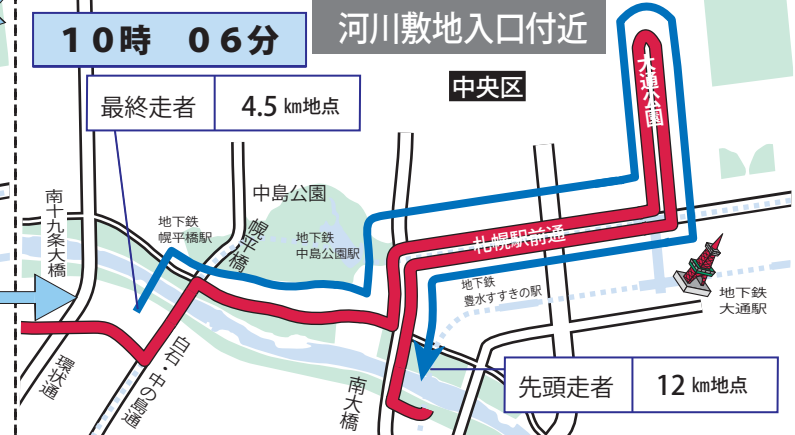 10時 06分
河川敷地入口付近
中央区
最終走者 4.5 km地点
大通公園
中島公園
南十九条大橋
地下鉄
幌平橋駅
幌平橋
地下鉄
中島公園駅
札幌駅前通
地下鉄
豊水すすきの駅
地下鉄
大通駅
環状通
白石・中の島通
南大橋
先頭走者 12 km地点